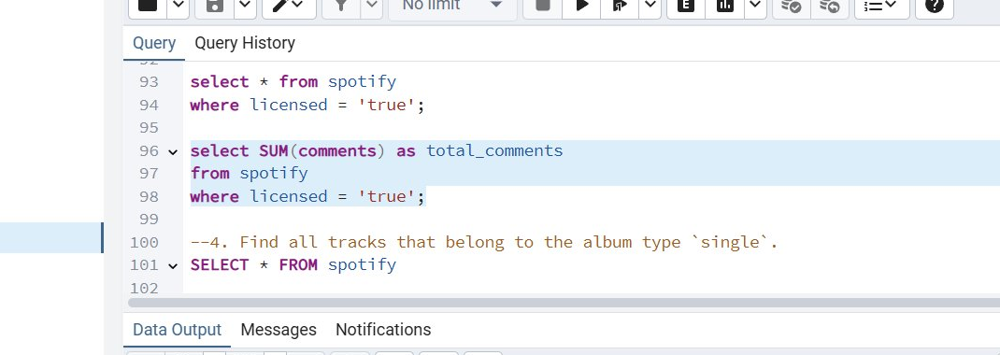 No limit
E
Query Query History
93 select * from spotify
94 where licensed = 'true';
95
96 select SUM(comments) as total_comments
97 from spotify
98 where licensed = 'true';
99
100 --4. Find all tracks that belong to the album type `single`.
101 SELECT * FROM spotify
102
Data Output Messages Notifications